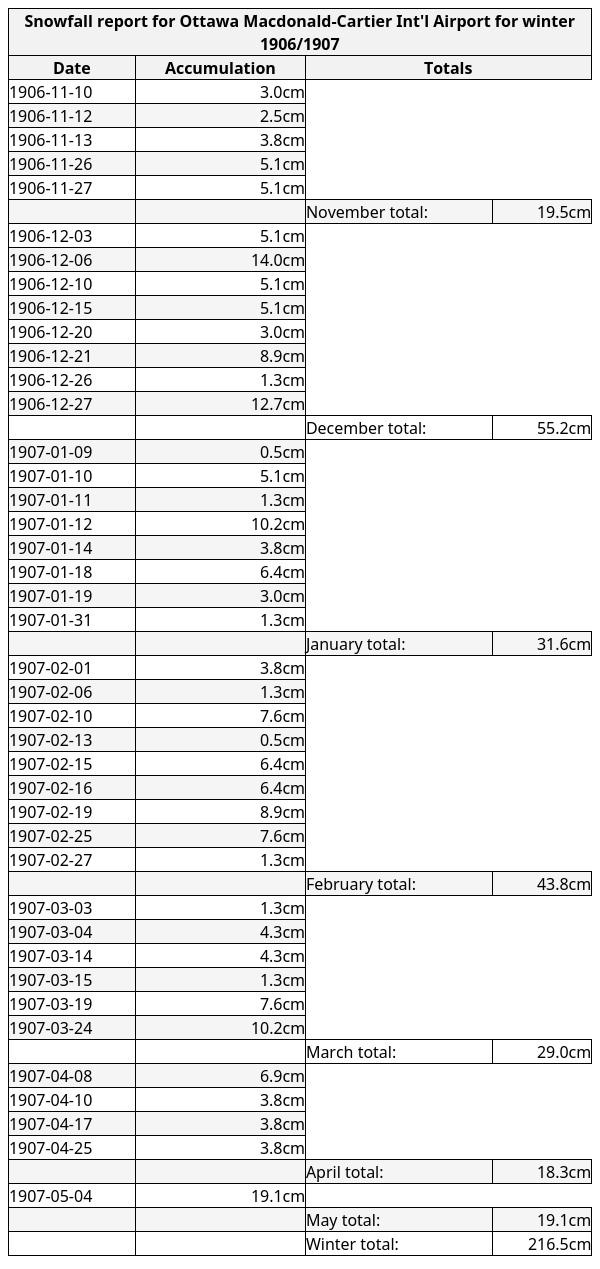 Snowfall report for Ottawa Macdonald-Cartier Int'l Airport for winter
1906/1907
Date Accumulation Totals
1906-11-10 3.0cm
1906-11-12 2.5cm
1906-11-13 3.8cm
1906-11-26 5.1cm
1906-11-27 5.1cm
November total: 19.5cm
1906-12-03 5.1cm
1906-12-06 14.0cm
1906-12-10 5.1cm
1906-12-15 5.1cm
1906-12-20 3.0cm
1906-12-21 8.9cm
1906-12-26 1.3cm
1906-12-27 12.7cm
December total: 55.2cm
1907-01-09 0.5cm
1907-01-10 5.1cm
1907-01-11 1.3cm
1907-01-12 10.2cm
1907-01-14 3.8cm
1907-01-18 6.4cm
1907-01-19 3.0cm
1907-01-31 1.3cm
January total: 31.6cm
1907-02-01 3.8cm
1907-02-06 1.3cm
1907-02-10 7.6cm
1907-02-13 0.5cm
1907-02-15 6.4cm
1907-02-16 6.4cm
1907-02-19 8.9cm
1907-02-25 7.6cm
1907-02-27 1.3cm
February total: 43.8cm
1907-03-03 1.3cm
1907-03-04 4.3cm
1907-03-14 4.3cm
1907-03-15 1.3cm
1907-03-19 7.6cm
1907-03-24 10.2cm
March total: 29.0cm
1907-04-08 6.9cm
1907-04-10 3.8cm
1907-04-17 3.8cm
1907-04-25 3.8cm
April total: 18.3cm
1907-05-04 19.1cm
May total: 19.1cm
Winter total: 216.5cm